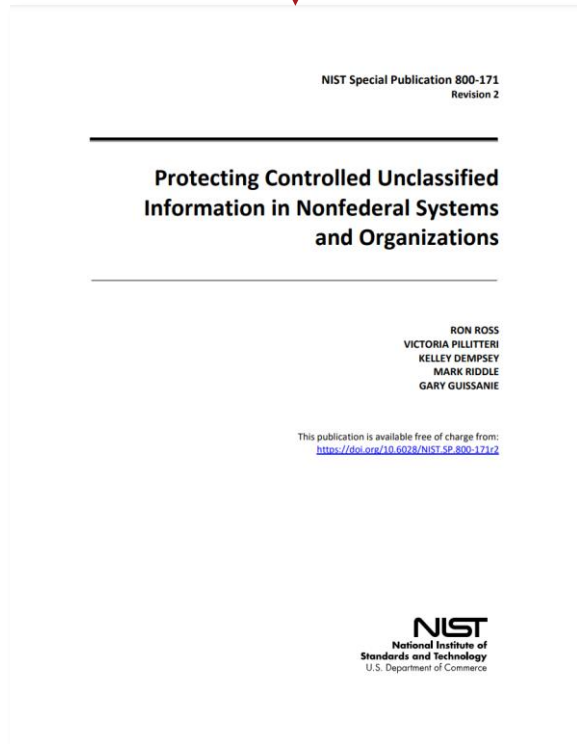 NIST Special Publication 800-171
Revision 2
Protecting Controlled Unclassified
Information in Nonfederal Systems
and Organizations
RON ROSS
VICTORIA PILLITTERI
KELLEY DEMPSEY
MARK RIDDLE
GARY GUISSANIE
This publication is available free of charge from:
https://doi.org/10.6028/NIST.SP.800-171r2
NIST
National Institute of
Standards and Technology
U.S. Department of Commerce